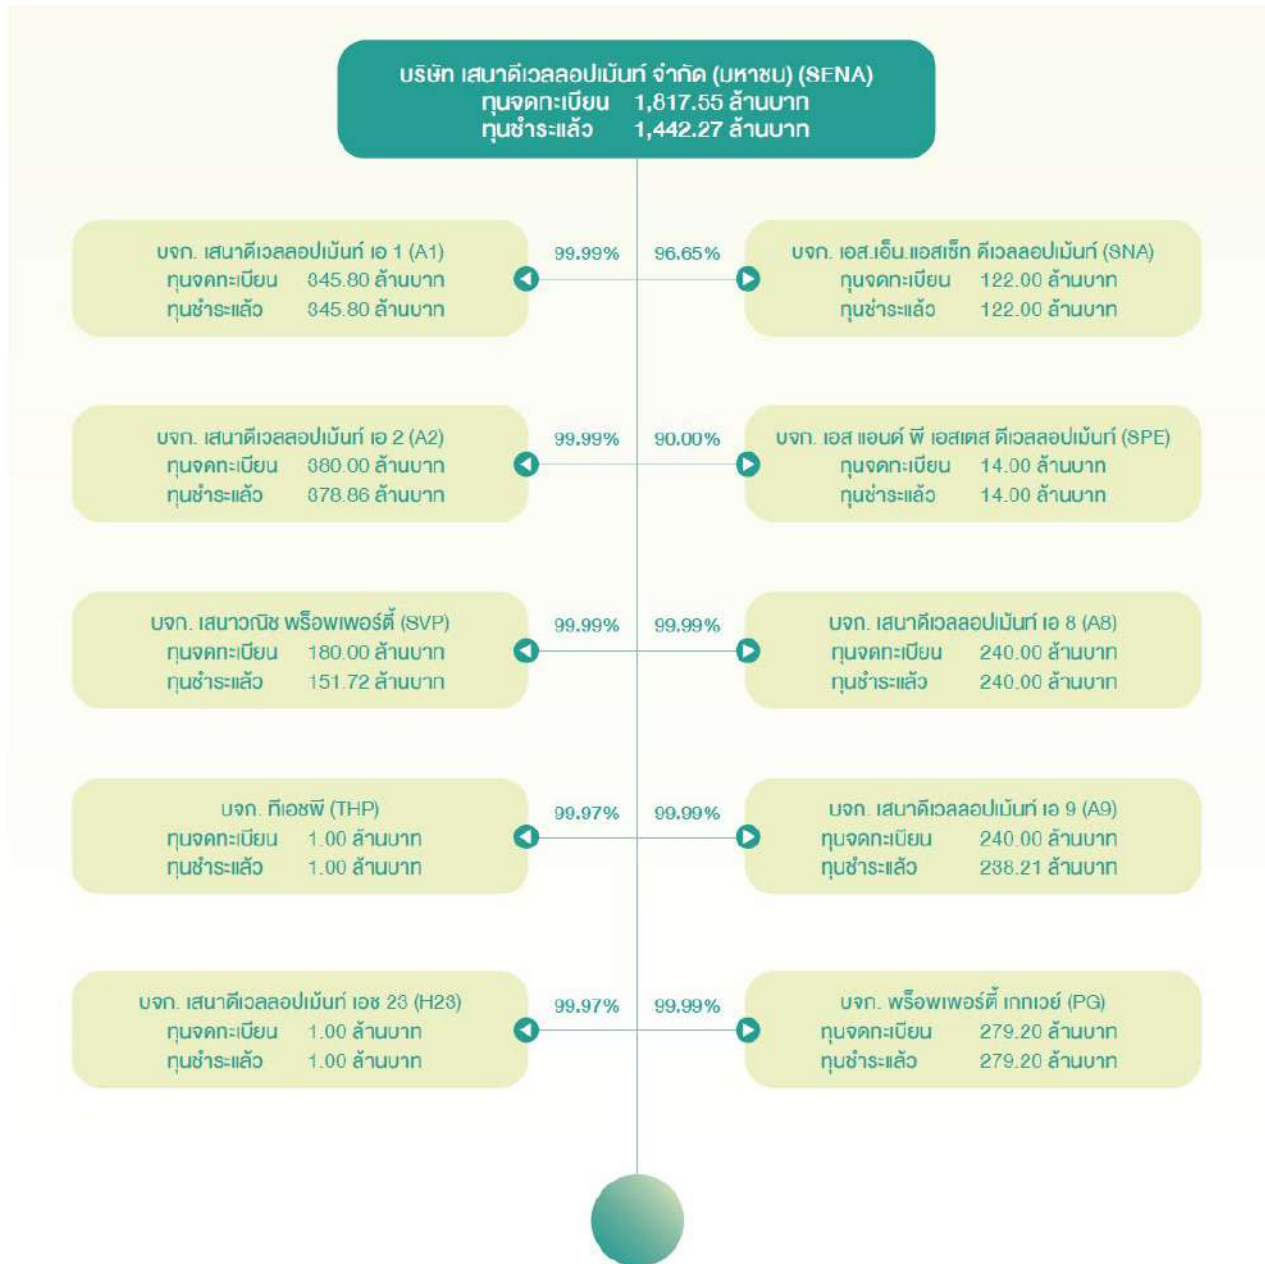 บริษัท เสนาดีเวลลอปเม้นท์ จำกัด (มหาชน) (SENA)
ทุนจดทะเบียน 1,817.55 ล้านบาท
ทุนชำระแล้ว 1,442.27 ล้านบาท
บจก. เสนาดีเวลลอปเม้นท์ เอ 1 (A1)
ทุนจดทะเบียน 345.80 ล้านบาท
ทุนชำระแล้ว 345.80 ล้านบาท
99.99% 96.65%
บจก. เอส.เอ็น.แอสเซ็ท ดีเวลลอปเม้นท์ (SNA)
ทุนจดทะเบียน 122.00 ล้านบาท
ทุนชำระแล้ว 122.00 ล้านบาท
บจก. เสนาดีเวลลอปเม้นท์ เอ 2 (A2)
ทุนจดทะเบียน 380.00 ล้านบาท
ทุนชำระแล้ว 378.86 ล้านบาท
99.99% 90.00%
บจก. เอส แอนด์ พี เอสเตส ดีเวลลอปเม้นท์ (SPE)
ทุนจดทะเบียน 14.00 ล้านบาท
ทุนชำระแล้ว 14.00 ล้านบาท
บจก. เสนาวณิช พร็อพเพอร์ตี้ (SVP)
ทุนจดทะเบียน 180.00 ล้านบาท
ทุนชำระแล้ว 151.72 ล้านบาท
99.99% 99.99%
บจก. เสนาดีเวลลอปเม้นท์ เอ 8 (A8)
ทุนจดทะเบียน 240.00 ล้านบาท
ทุนชำระแล้ว 240.00 ล้านบาท
บจก. ทีเอชพี (THP)
ทุนจดทะเบียน 1.00 ล้านบาท
ทุนชำระแล้ว 1.00 ล้านบาท
99.97% 99.99%
บจก. เสนาดีเวลลอปเม้นท์ เอ 9 (A9)
ทุนจดทะเบียน 240.00 ล้านบาท
ทุนชำระแล้ว 238.21 ล้านบาท
บจก. เสนาดีเวลลอปเม้นท์ เอช 23 (H23)
ทุนจดทะเบียน 1.00 ล้านบาท
ทุนชำระแล้ว 1.00 ล้านบาท
99.97% 99.99%
บจก. พร็อพเพอร์ตี้ เกทเวย์ (PG)
ทุนจดทะเบียน 279.20 ล้านบาท
ทุนชำระแล้ว 279.20 ล้านบาท